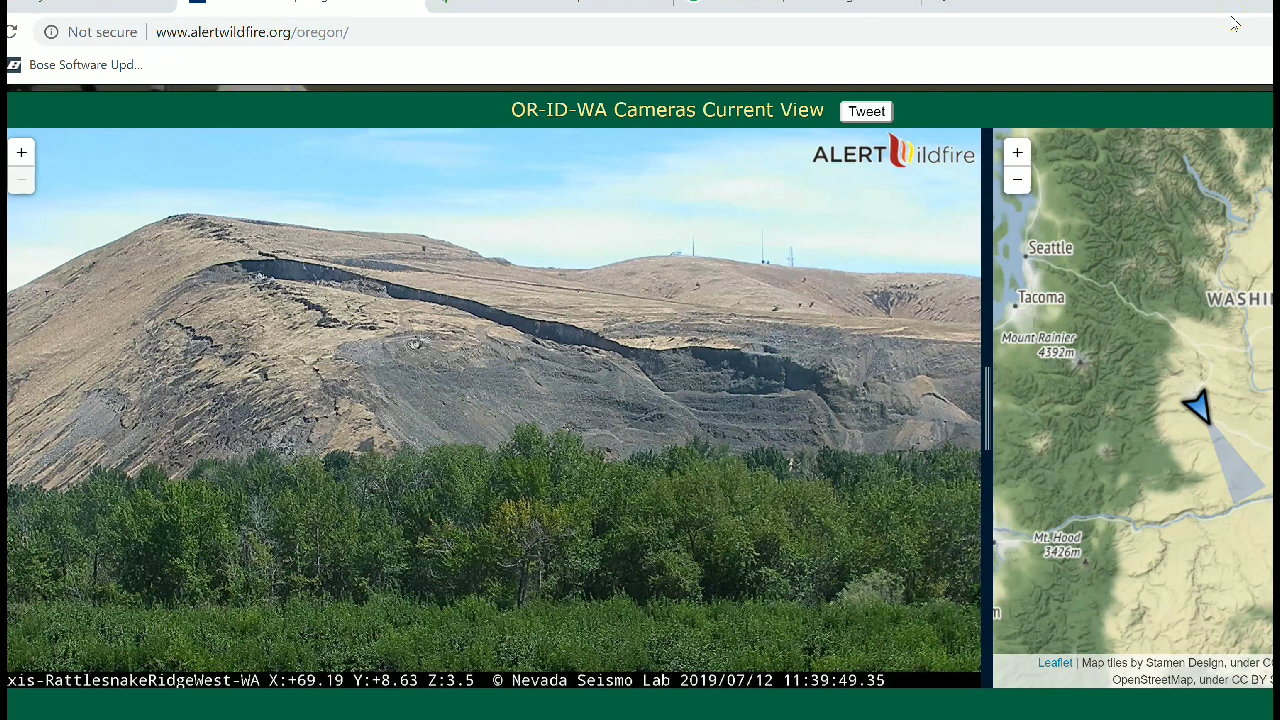 Not secure www.alertwildfire.org/oregon/
Bose Software Upd...
OR-ID-WA Cameras Current View Tweet
ALERT Wildfire
Seattle
Tacoma
Mount Rainier
4392m
Mt. Hood
3426m
xis-RattlesnakeRidgeWest-WA X:+69.19 Y:+8.63 Z:3.5 © Nevada Seismo Lab 2019/07/12 11:39:49.35
Leaflet | Map tiles by Stamen Design, under
OpenStreetMap, under CC BY